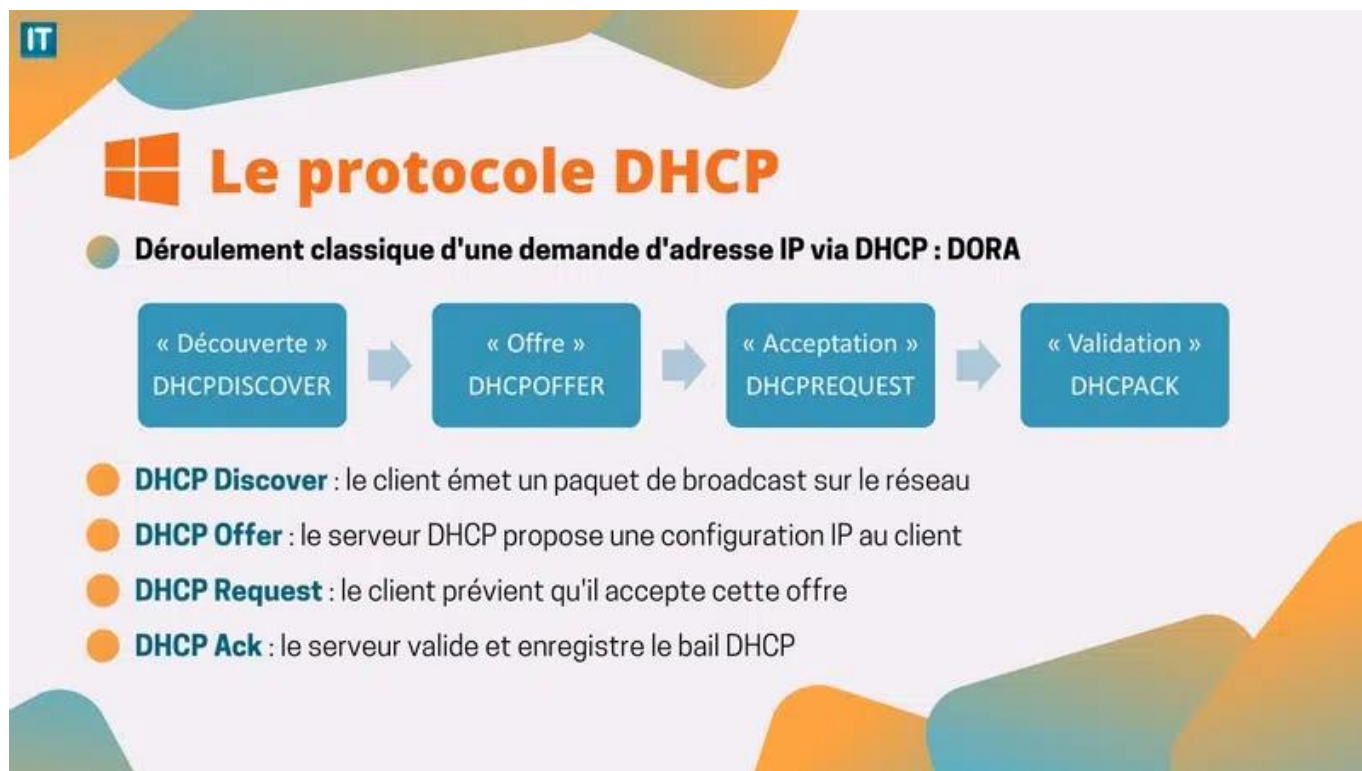 IT
Le protocole DHCP
Déroulement classique d'une demande d'adresse IP via DHCP : DORA
« Découverte »
DHCPDISCOVER
« Offre »
DHCPOFFER
« Acceptation »
DHCPREQUEST
« Validation »
DHCPACK
DHCP Discover : le client émet un paquet de broadcast sur le réseau
DHCP Offer : le serveur DHCP propose une configuration IP au client
DHCP Request : le client prévient qu'il accepte cette offre
DHCP Ack : le serveur valide et enregistre le bail DHCP